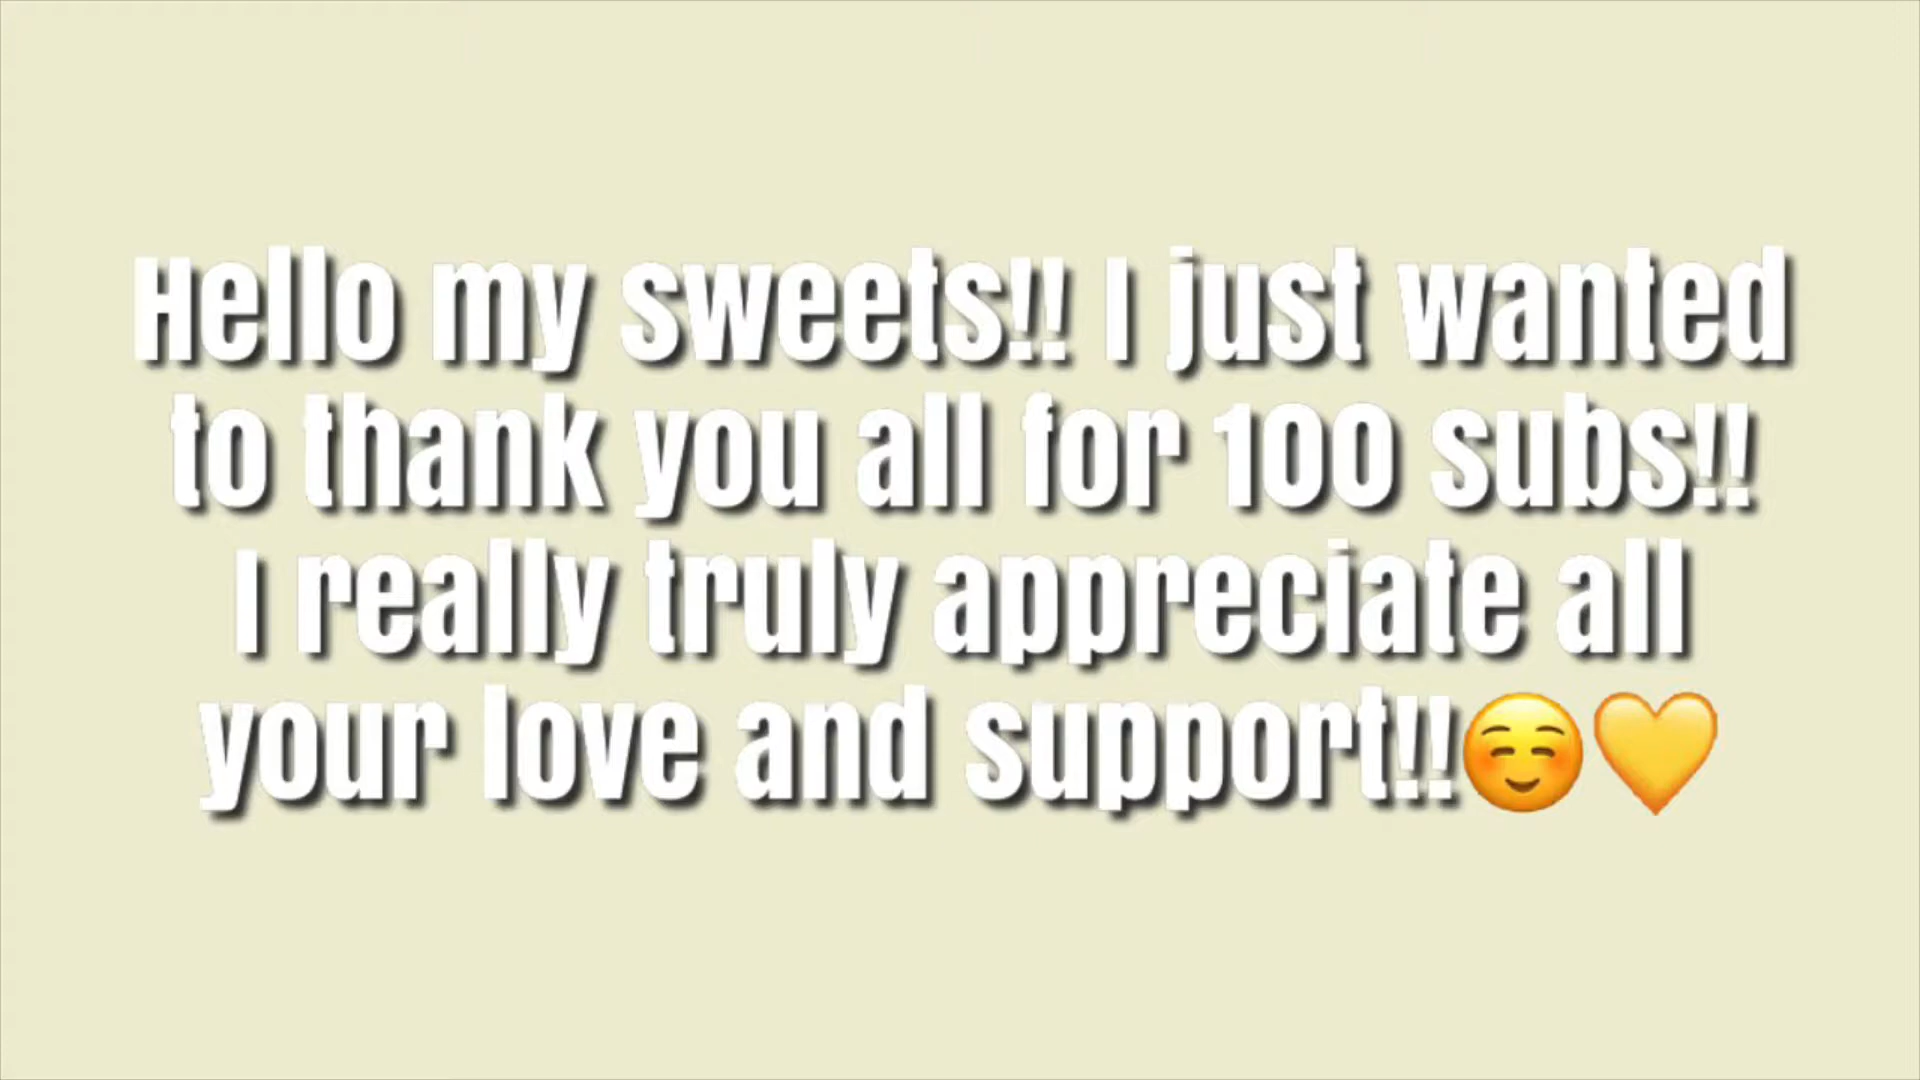 Hello my sweets!! I just wanted
to thank you all for 100 subs!!
I really truly appreciate all
your love and support!!☺️💛